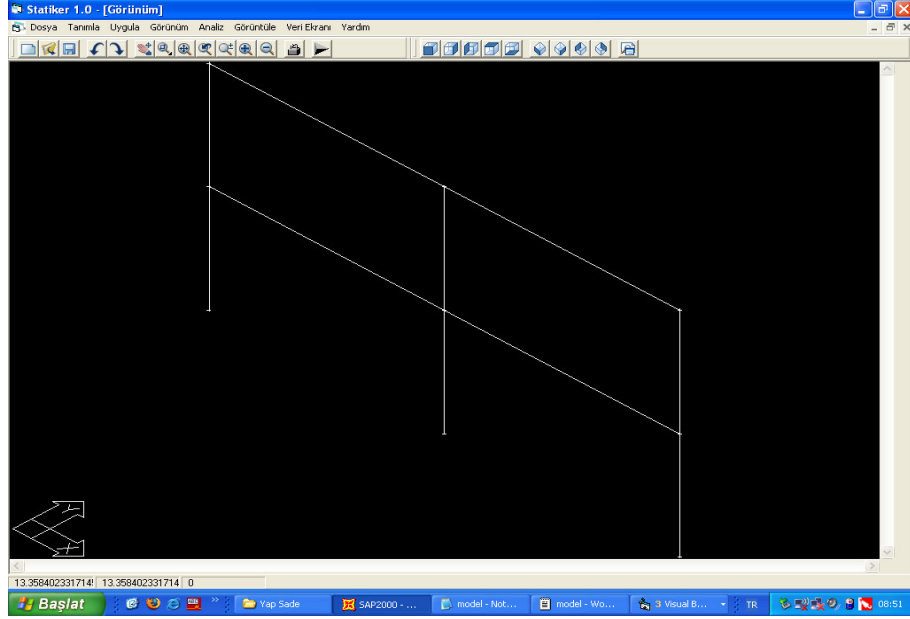 Statiker 1.0 - [Görünüm]
Dosya Tanımla Uygula Görünüm Analiz Görüntüle Veri Ekranı Yardım
Y
X
13.358402331714 13.358402331714 0
Başlat Yap Sade SAP2000 - ... model - Not... model - Wo... 3 Visual B... TR 08:51